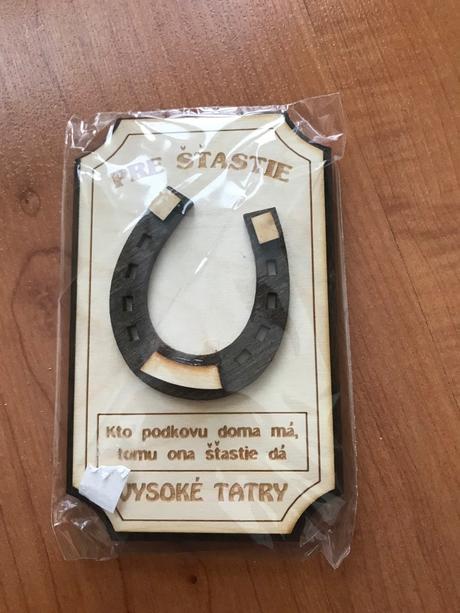 PRE ŠŤASTIE
Kto podkovu doma má,
tomu ona šťastie dá
VYSOKÉ TATRY